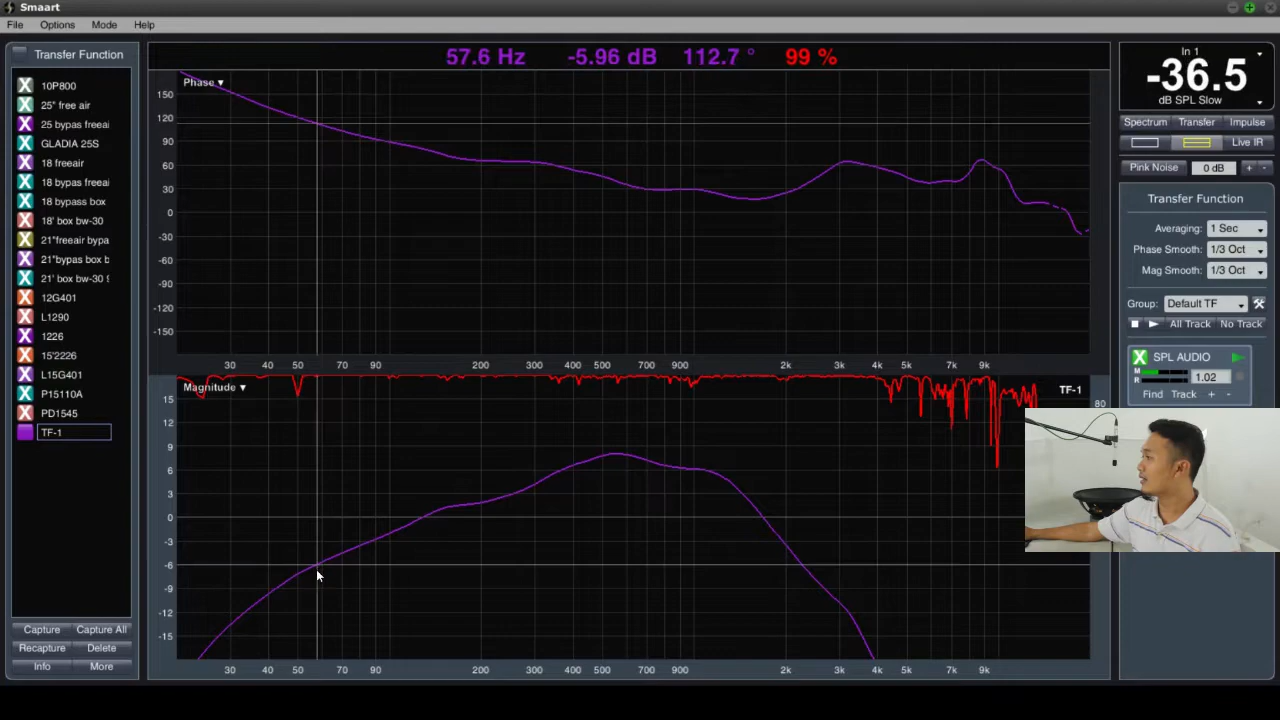 Smaart
File Options Mode Help
Transfer Function
10P800
25" free air
25 bypas freeai
GLADIA 25S
18 freeair
18 bypas freeai
18 bypass box
18' box bw-30
21"freeair bypa
21"bypas box b
21' box bw-30 9
12G401
L1290
1226
15'2226
L15G401
P15110A
PD1545
TF-1
Capture Capture All
Recapture Delete
Info More
57.6 Hz -5.96 dB 112.7 ° 99 %
Phase ▼
150
120
90
60
30
0
-30
-60
-90
-120
-150
30 40 50 70 90 200 300 400 500 700 900 2k 3k 4k 5k 7k 9k
Magnitude ▼
TF-1
80
15
12
9
6
3
0
-3
-6
-9
-12
-15
30 40 50 70 90 200 300 400 500 700 900 2k 3k 4k 5k 7k 9k
In 1
-36.5
dB SPL Slow
Spectrum Transfer Impulse
Live IR
Pink Noise 0 dB + -
Transfer Function
Averaging: 1 Sec
Phase Smooth: 1/3 Oct
Mag Smooth: 1/3 Oct
Group: Default TF
All Track No Track
X SPL AUDIO
M
R
1.02
Find Track + -